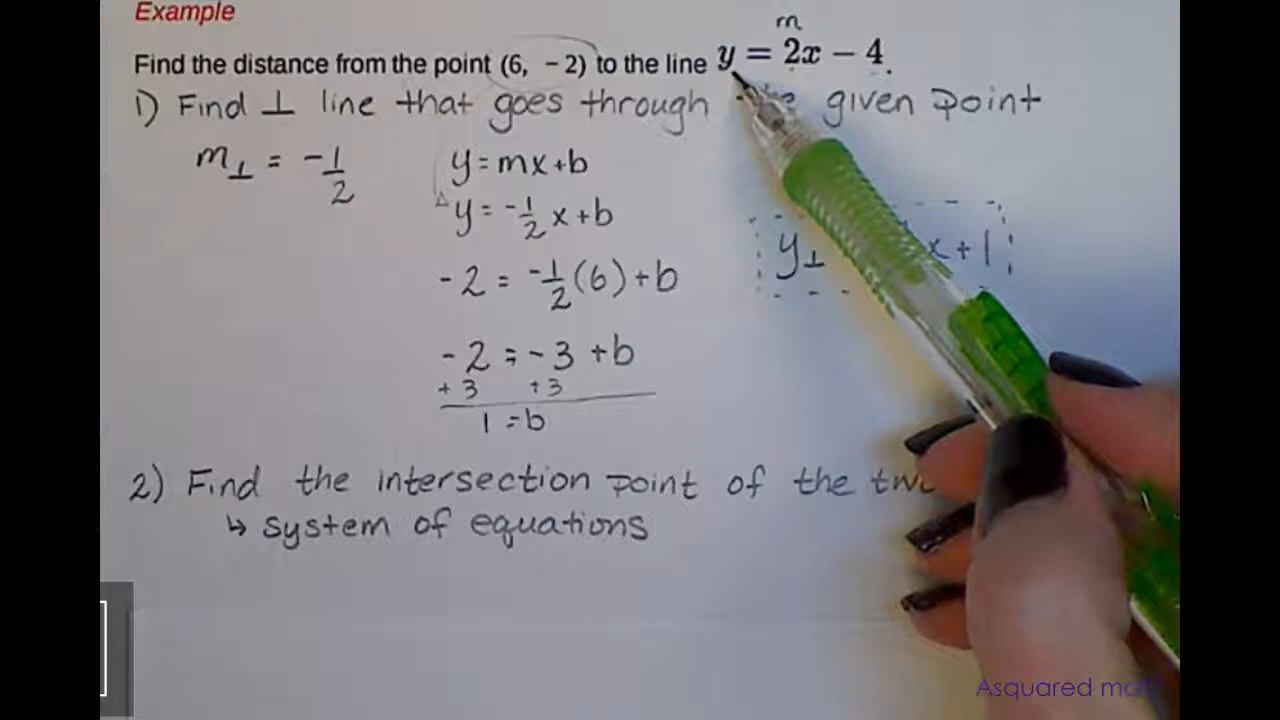 Example
Find the distance from the point (6, -2) to the line y = 2x - 4.
m
1) Find ⊥ line that goes through given point
m⊥ = -1/2
y = mx + b
y = -1/2 x + b
-2 = -1/2 (6) + b
y⊥ x + 1
-2 = -3 + b
+3 +3
1 = b
2) Find the intersection point of the
↳ system of equations
Asquared